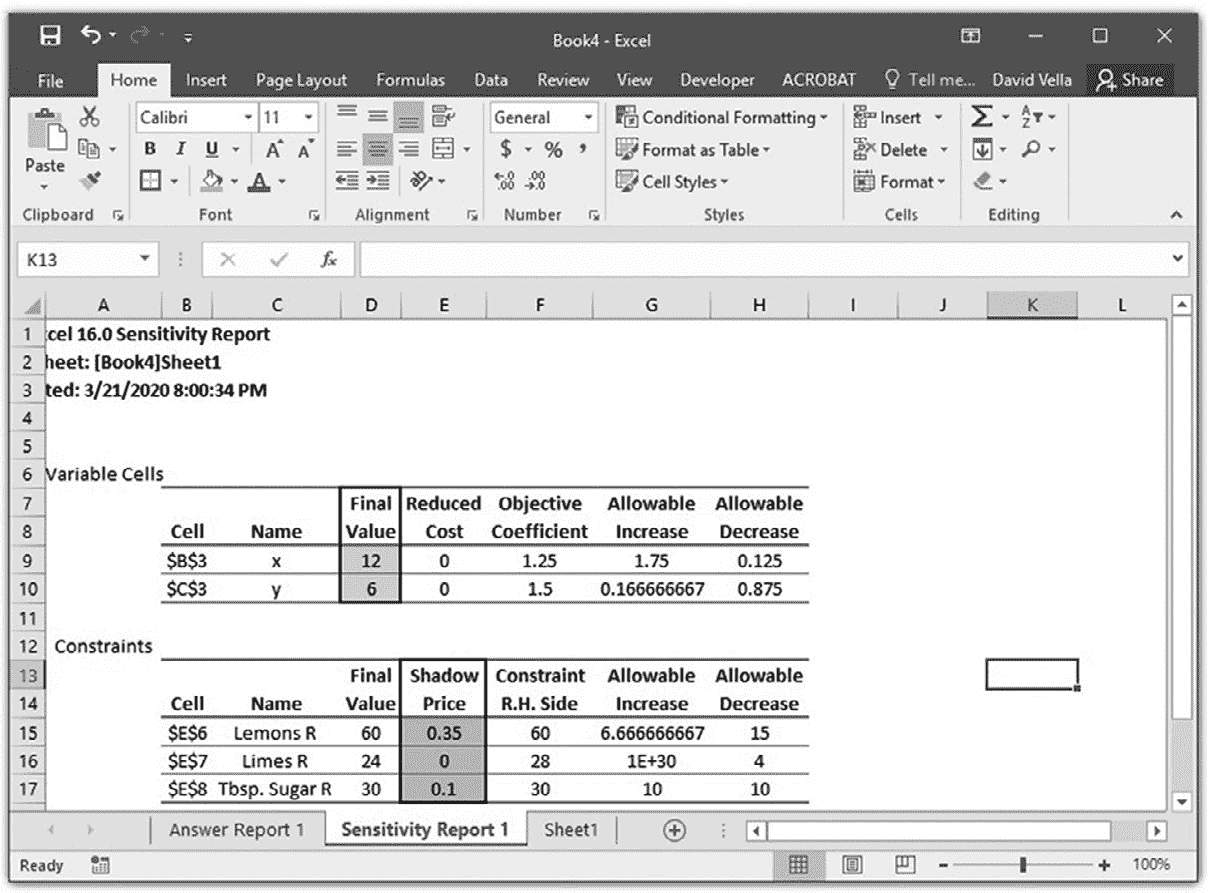 Book4 - Excel
File Home Insert Page Layout Formulas Data Review View Developer ACROBAT Tell me... David Vella Share
Calibri 11 General Conditional Formatting Insert Σ
Paste B I U A A $ % , Format as Table Delete
A Cell Styles Format
Clipboard Font Alignment Number Styles Cells Editing
K13 fx
A B C D E F G H I J K L
1 cel 16.0 Sensitivity Report
2 heet: [Book4]Sheet1
3 ted: 3/21/2020 8:00:34 PM
4
5
6 Variable Cells
7 Final Reduced Objective Allowable Allowable
8 Cell Name Value Cost Coefficient Increase Decrease
9 $B$3 x 12 0 1.25 1.75 0.125
10 $C$3 y 6 0 1.5 0.166666667 0.875
11
12 Constraints
13 Final Shadow Constraint Allowable Allowable
14 Cell Name Value Price R.H. Side Increase Decrease
15 $E$6 Lemons R 60 0.35 60 6.666666667 15
16 $E$7 Limes R 24 0 28 1E+30 4
17 $E$8 Tbsp. Sugar R 30 0.1 30 10 10
Answer Report 1 Sensitivity Report 1 Sheet1
Ready 100%